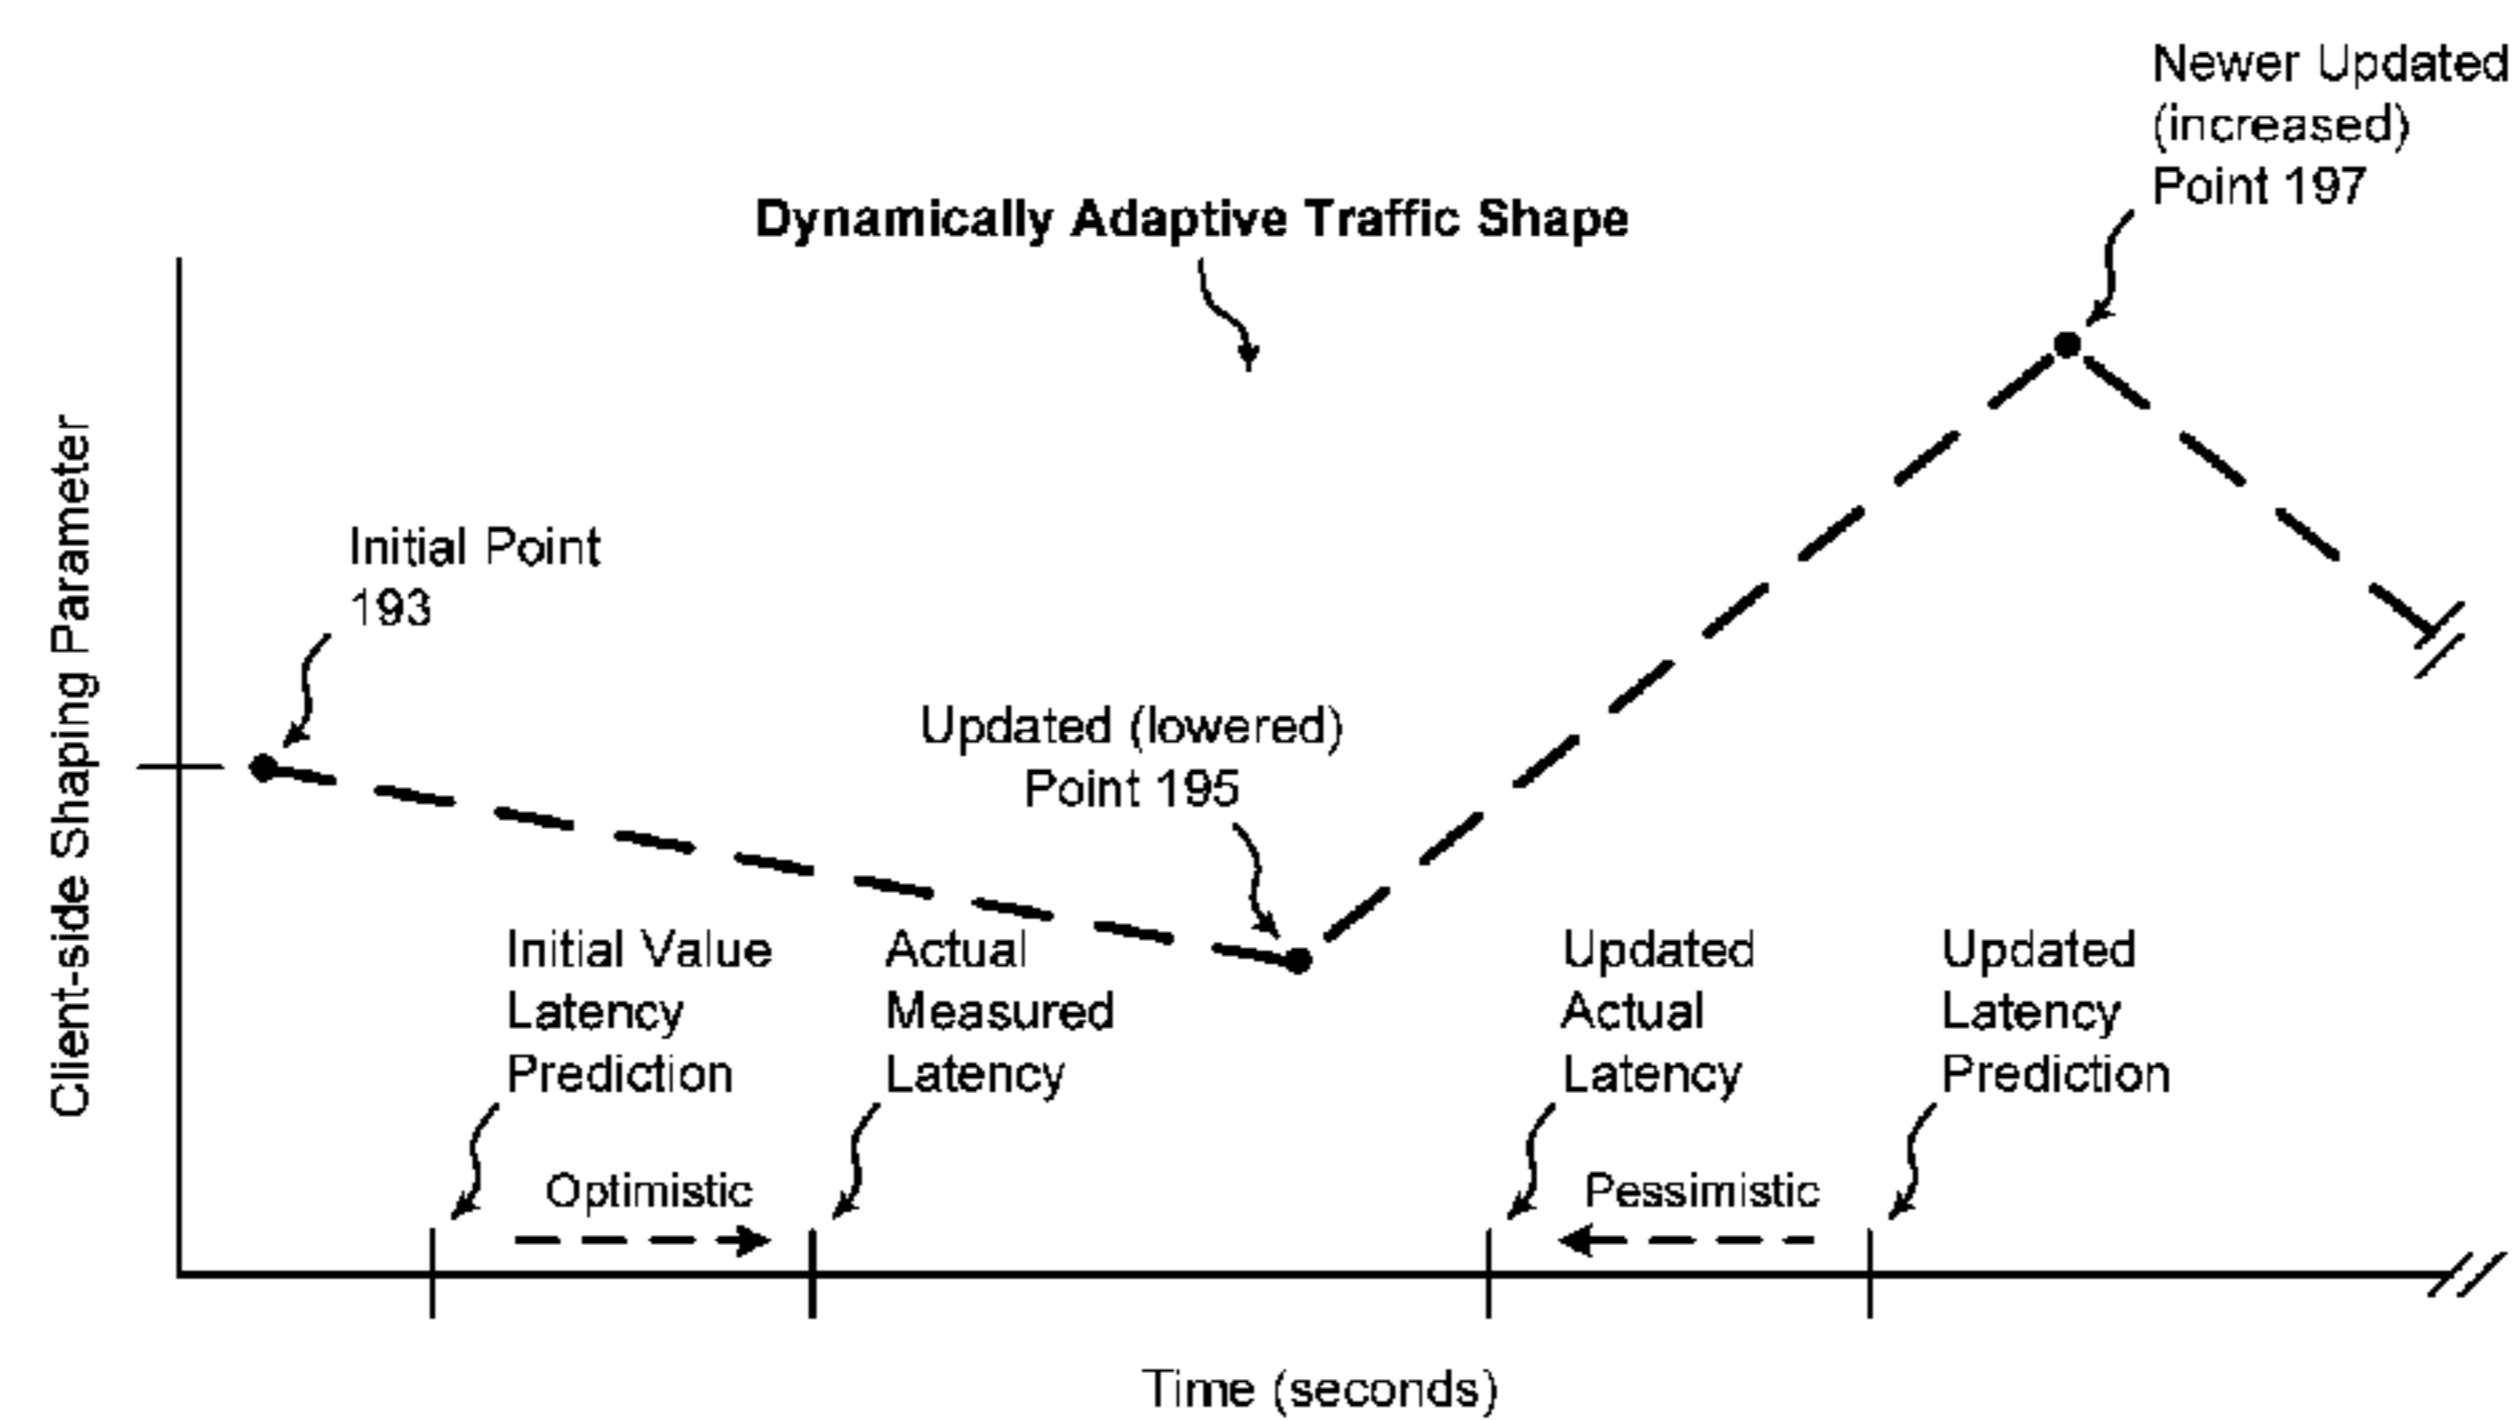 Newer Updated
(increased)
Point 197
Dynamically Adaptive Traffic Shape
Client-side Shaping Parameter
Initial Point
193
Updated (lowered)
Point 195
Initial Value
Latency
Prediction
Actual
Measured
Latency
Updated
Actual
Latency
Updated
Latency
Prediction
Optimistic
Pessimistic
Time (seconds)